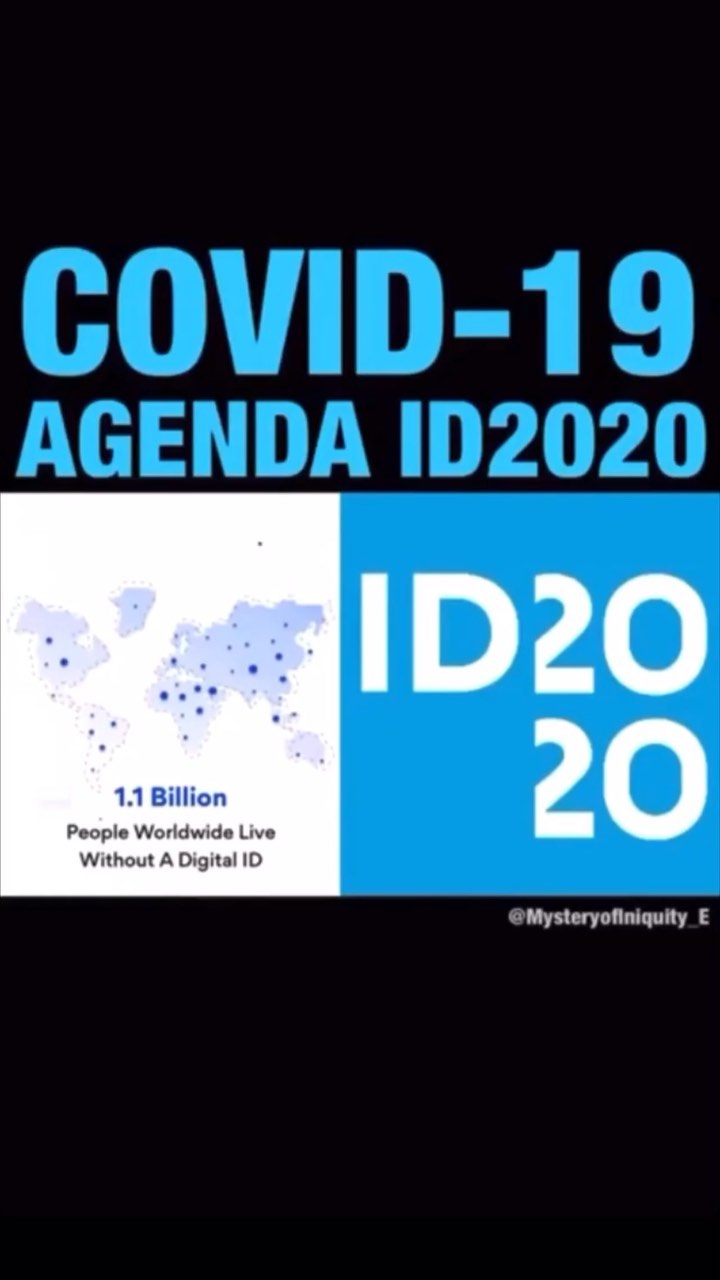 COVID-19
AGENDA ID2020
ID20
20
1.1 Billion
People Worldwide Live
Without A Digital ID
@MysteryofIniquity_E